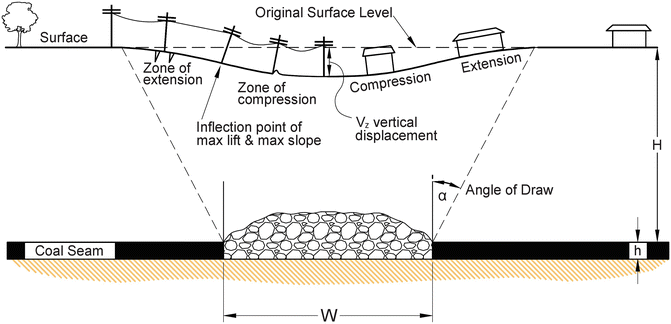 Original Surface Level
Surface
Zone of
extension
Zone of
compression
Compression
Extension
Inflection point of
max lift & max slope
Vz vertical
displacement
H
α
Angle of Draw
Coal Seam
h
W